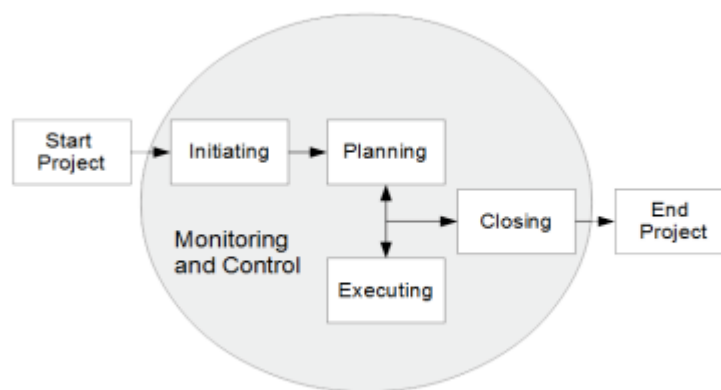 Start
Project
Initiating
Planning
Closing
End
Project
Monitoring
and Control
Executing